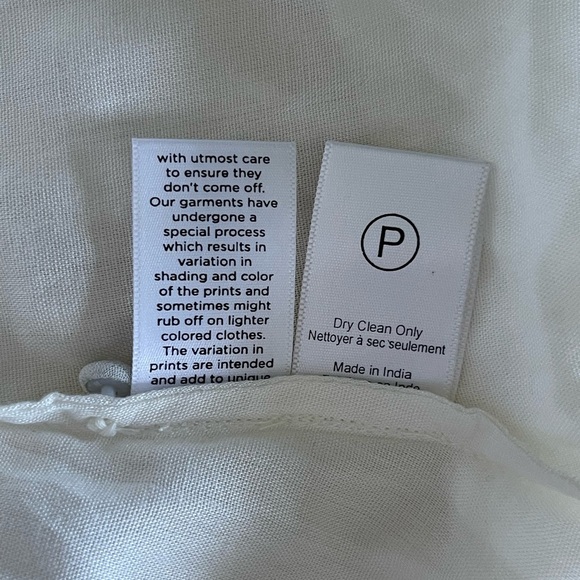 with utmost care
to ensure they
don't come off.
Our garments have
undergone a
special process
which results in
variation in
shading and color
of the prints and
sometimes might
rub off on lighter
colored clothes.
The variation in
prints are intended
and add to unique
P
Dry Clean Only
Nettoyer à sec seulement
Made in India